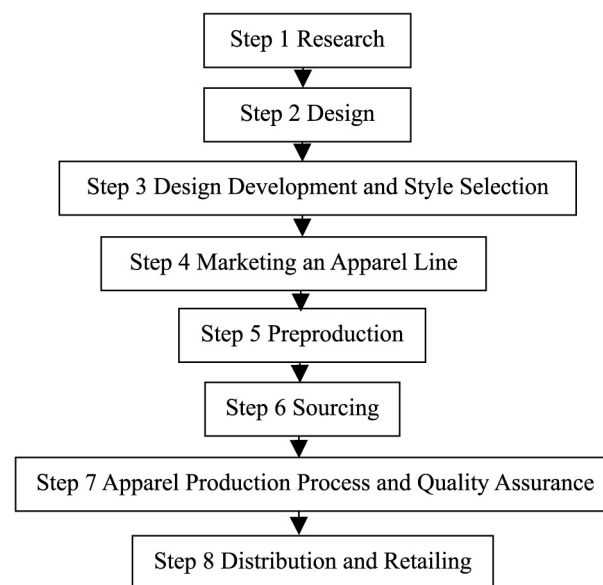 Step 1 Research
Step 2 Design
Step 3 Design Development and Style Selection
Step 4 Marketing an Apparel Line
Step 5 Preproduction
Step 6 Sourcing
Step 7 Apparel Production Process and Quality Assurance
Step 8 Distribution and Retailing